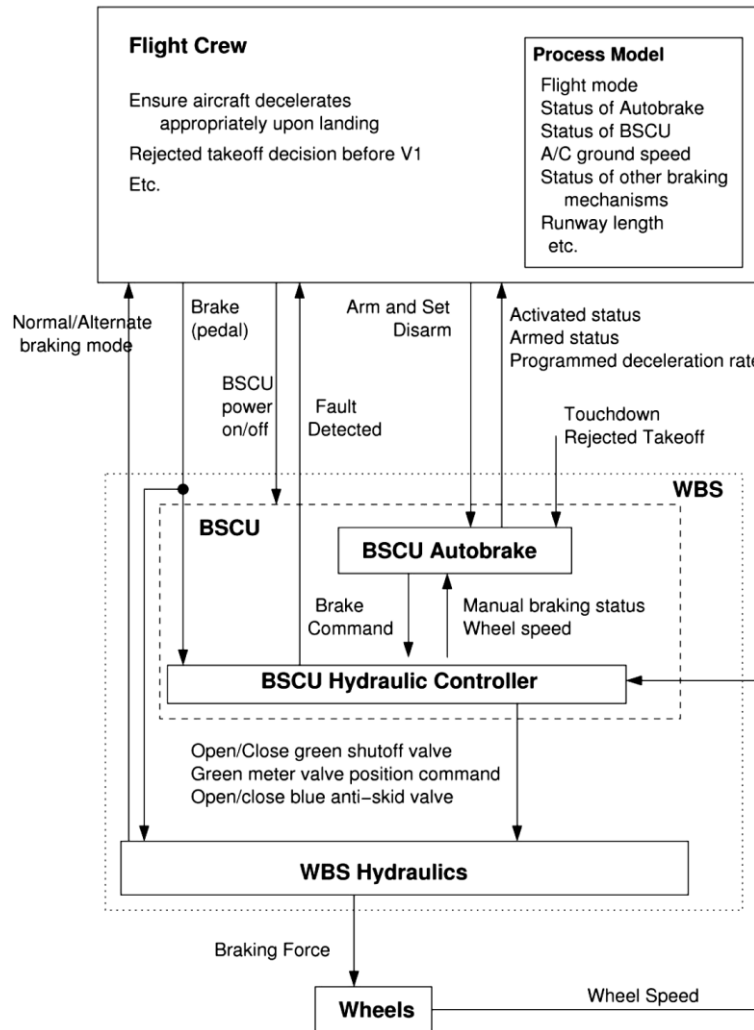 Flight Crew
Ensure aircraft decelerates
appropriately upon landing
Rejected takeoff decision before V1
Etc.
Process Model
Flight mode
Status of Autobrake
Status of BSCU
A/C ground speed
Status of other braking
mechanisms
Runway length
etc.
Normal/Alternate
braking mode
Brake
(pedal)
BSCU
power
on/off
Fault
Detected
Arm and Set
Disarm
Activated status
Armed status
Programmed deceleration rate
Touchdown
Rejected Takeoff
WBS
BSCU
BSCU Autobrake
Brake
Command
Manual braking status
Wheel speed
BSCU Hydraulic Controller
Open/Close green shutoff valve
Green meter valve position command
Open/close blue anti−skid valve
WBS Hydraulics
Braking Force
Wheels
Wheel Speed